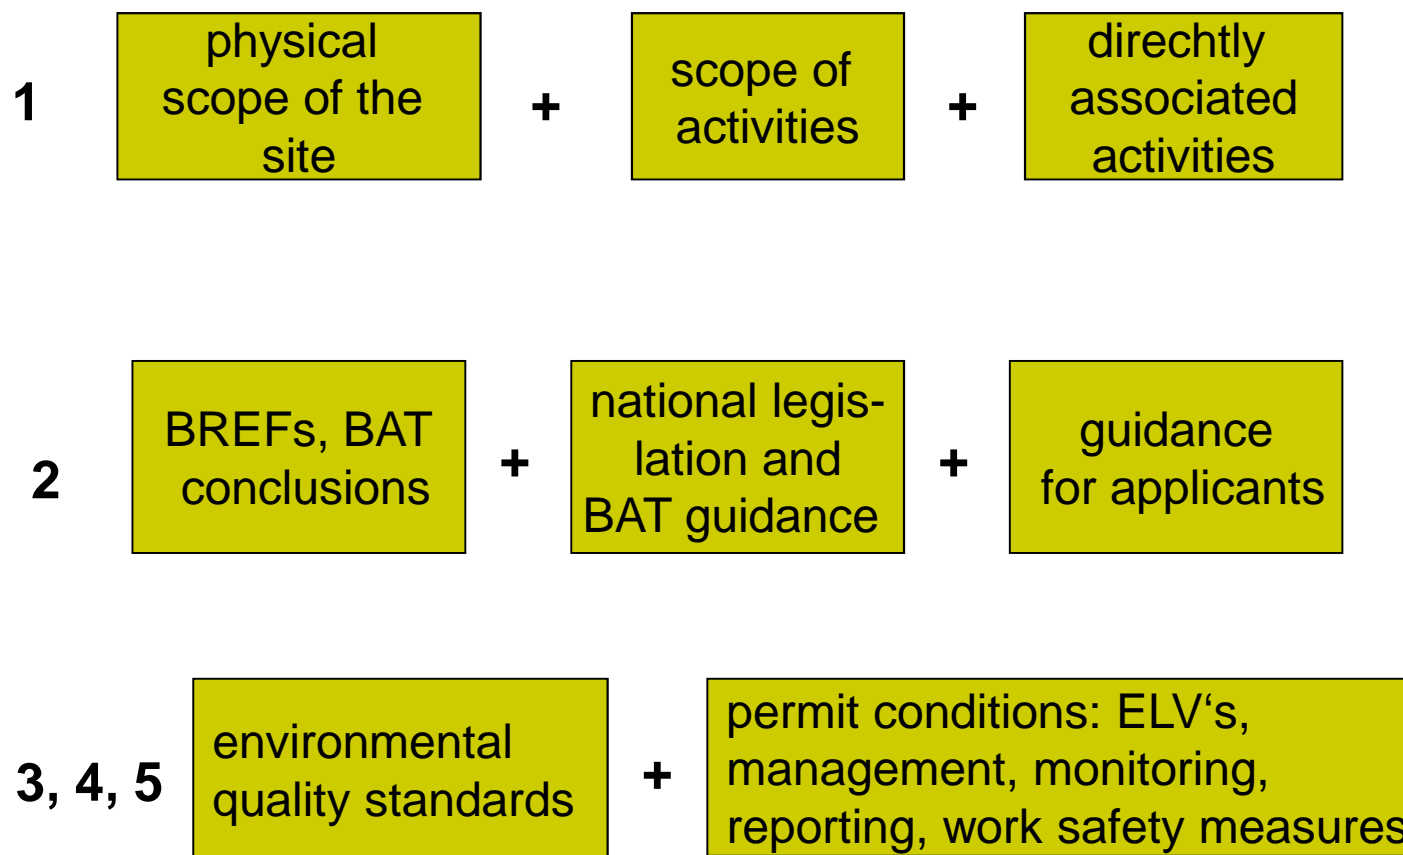 1
physical
scope of the
site
+
scope of
activities
+
direchtly
associated
activities
2
BREFs, BAT
conclusions
+
national legis-
lation and
BAT guidance
+
guidance
for applicants
3, 4, 5
environmental
quality standards
+
permit conditions: ELV‘s,
management, monitoring,
reporting, work safety measures